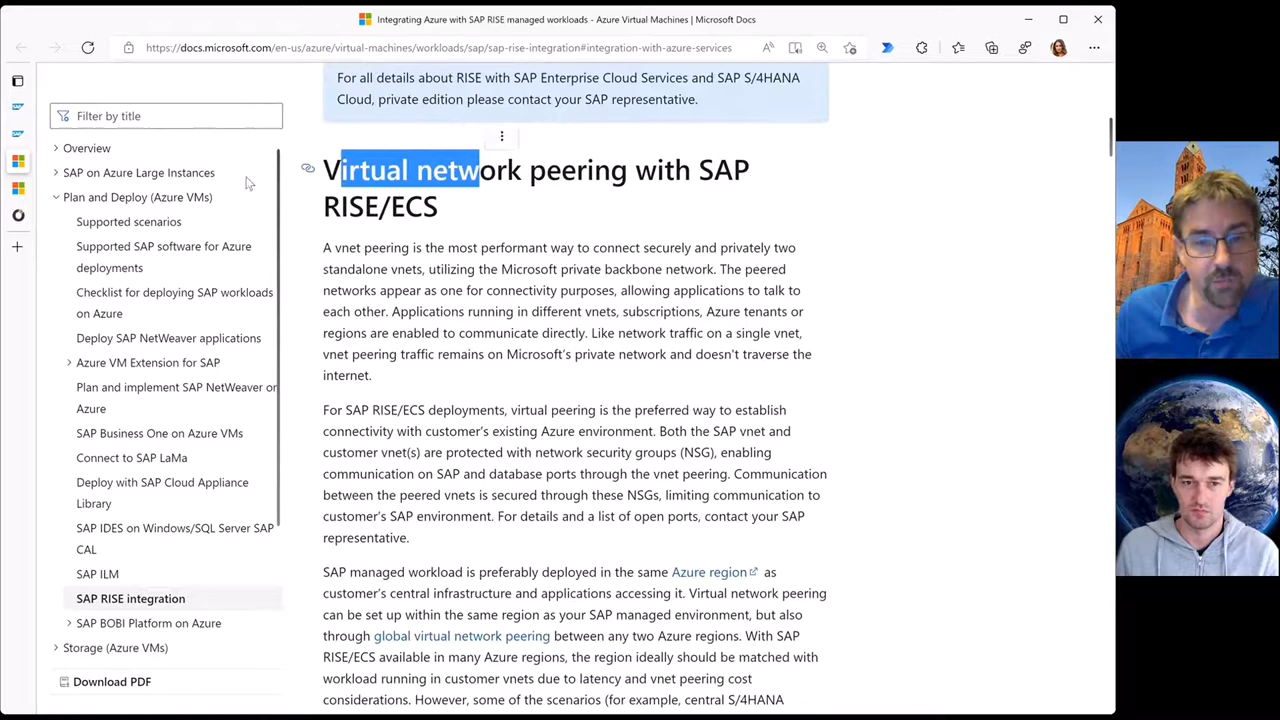 Integrating Azure with SAP RISE managed workloads - Azure Virtual Machines | Microsoft Docs
https://docs.microsoft.com/en-us/azure/virtual-machines/workloads/sap/sap-rise-integration#integration-with-azure-services
Filter by title
Overview
SAP on Azure Large Instances
Plan and Deploy (Azure VMs)
Supported scenarios
Supported SAP software for Azure
deployments
Checklist for deploying SAP workloads
on Azure
Deploy SAP NetWeaver applications
Azure VM Extension for SAP
Plan and implement SAP NetWeaver on
Azure
SAP Business One on Azure VMs
Connect to SAP LaMa
Deploy with SAP Cloud Appliance
Library
SAP IDES on Windows/SQL Server SAP
CAL
SAP ILM
SAP RISE integration
SAP BOBI Platform on Azure
Storage (Azure VMs)
Download PDF
For all details about RISE with SAP Enterprise Cloud Services and SAP S/4HANA
Cloud, private edition please contact your SAP representative.
Virtual network peering with SAP
RISE/ECS
A vnet peering is the most performant way to connect securely and privately two
standalone vnets, utilizing the Microsoft private backbone network. The peered
networks appear as one for connectivity purposes, allowing applications to talk to
each other. Applications running in different vnets, subscriptions, Azure tenants or
regions are enabled to communicate directly. Like network traffic on a single vnet,
vnet peering traffic remains on Microsoft's private network and doesn't traverse the
internet.
For SAP RISE/ECS deployments, virtual peering is the preferred way to establish
connectivity with customer's existing Azure environment. Both the SAP vnet and
customer vnet(s) are protected with network security groups (NSG), enabling
communication on SAP and database ports through the vnet peering. Communication
between the peered vnets is secured through these NSGs, limiting communication to
customer's SAP environment. For details and a list of open ports, contact your SAP
representative.
SAP managed workload is preferably deployed in the same Azure region as
customer's central infrastructure and applications accessing it. Virtual network peering
can be set up within the same region as your SAP managed environment, but also
through global virtual network peering between any two Azure regions. With SAP
RISE/ECS available in many Azure regions, the region ideally should be matched with
workload running in customer vnets due to latency and vnet peering cost
considerations. However, some of the scenarios (for example, central S/4HANA